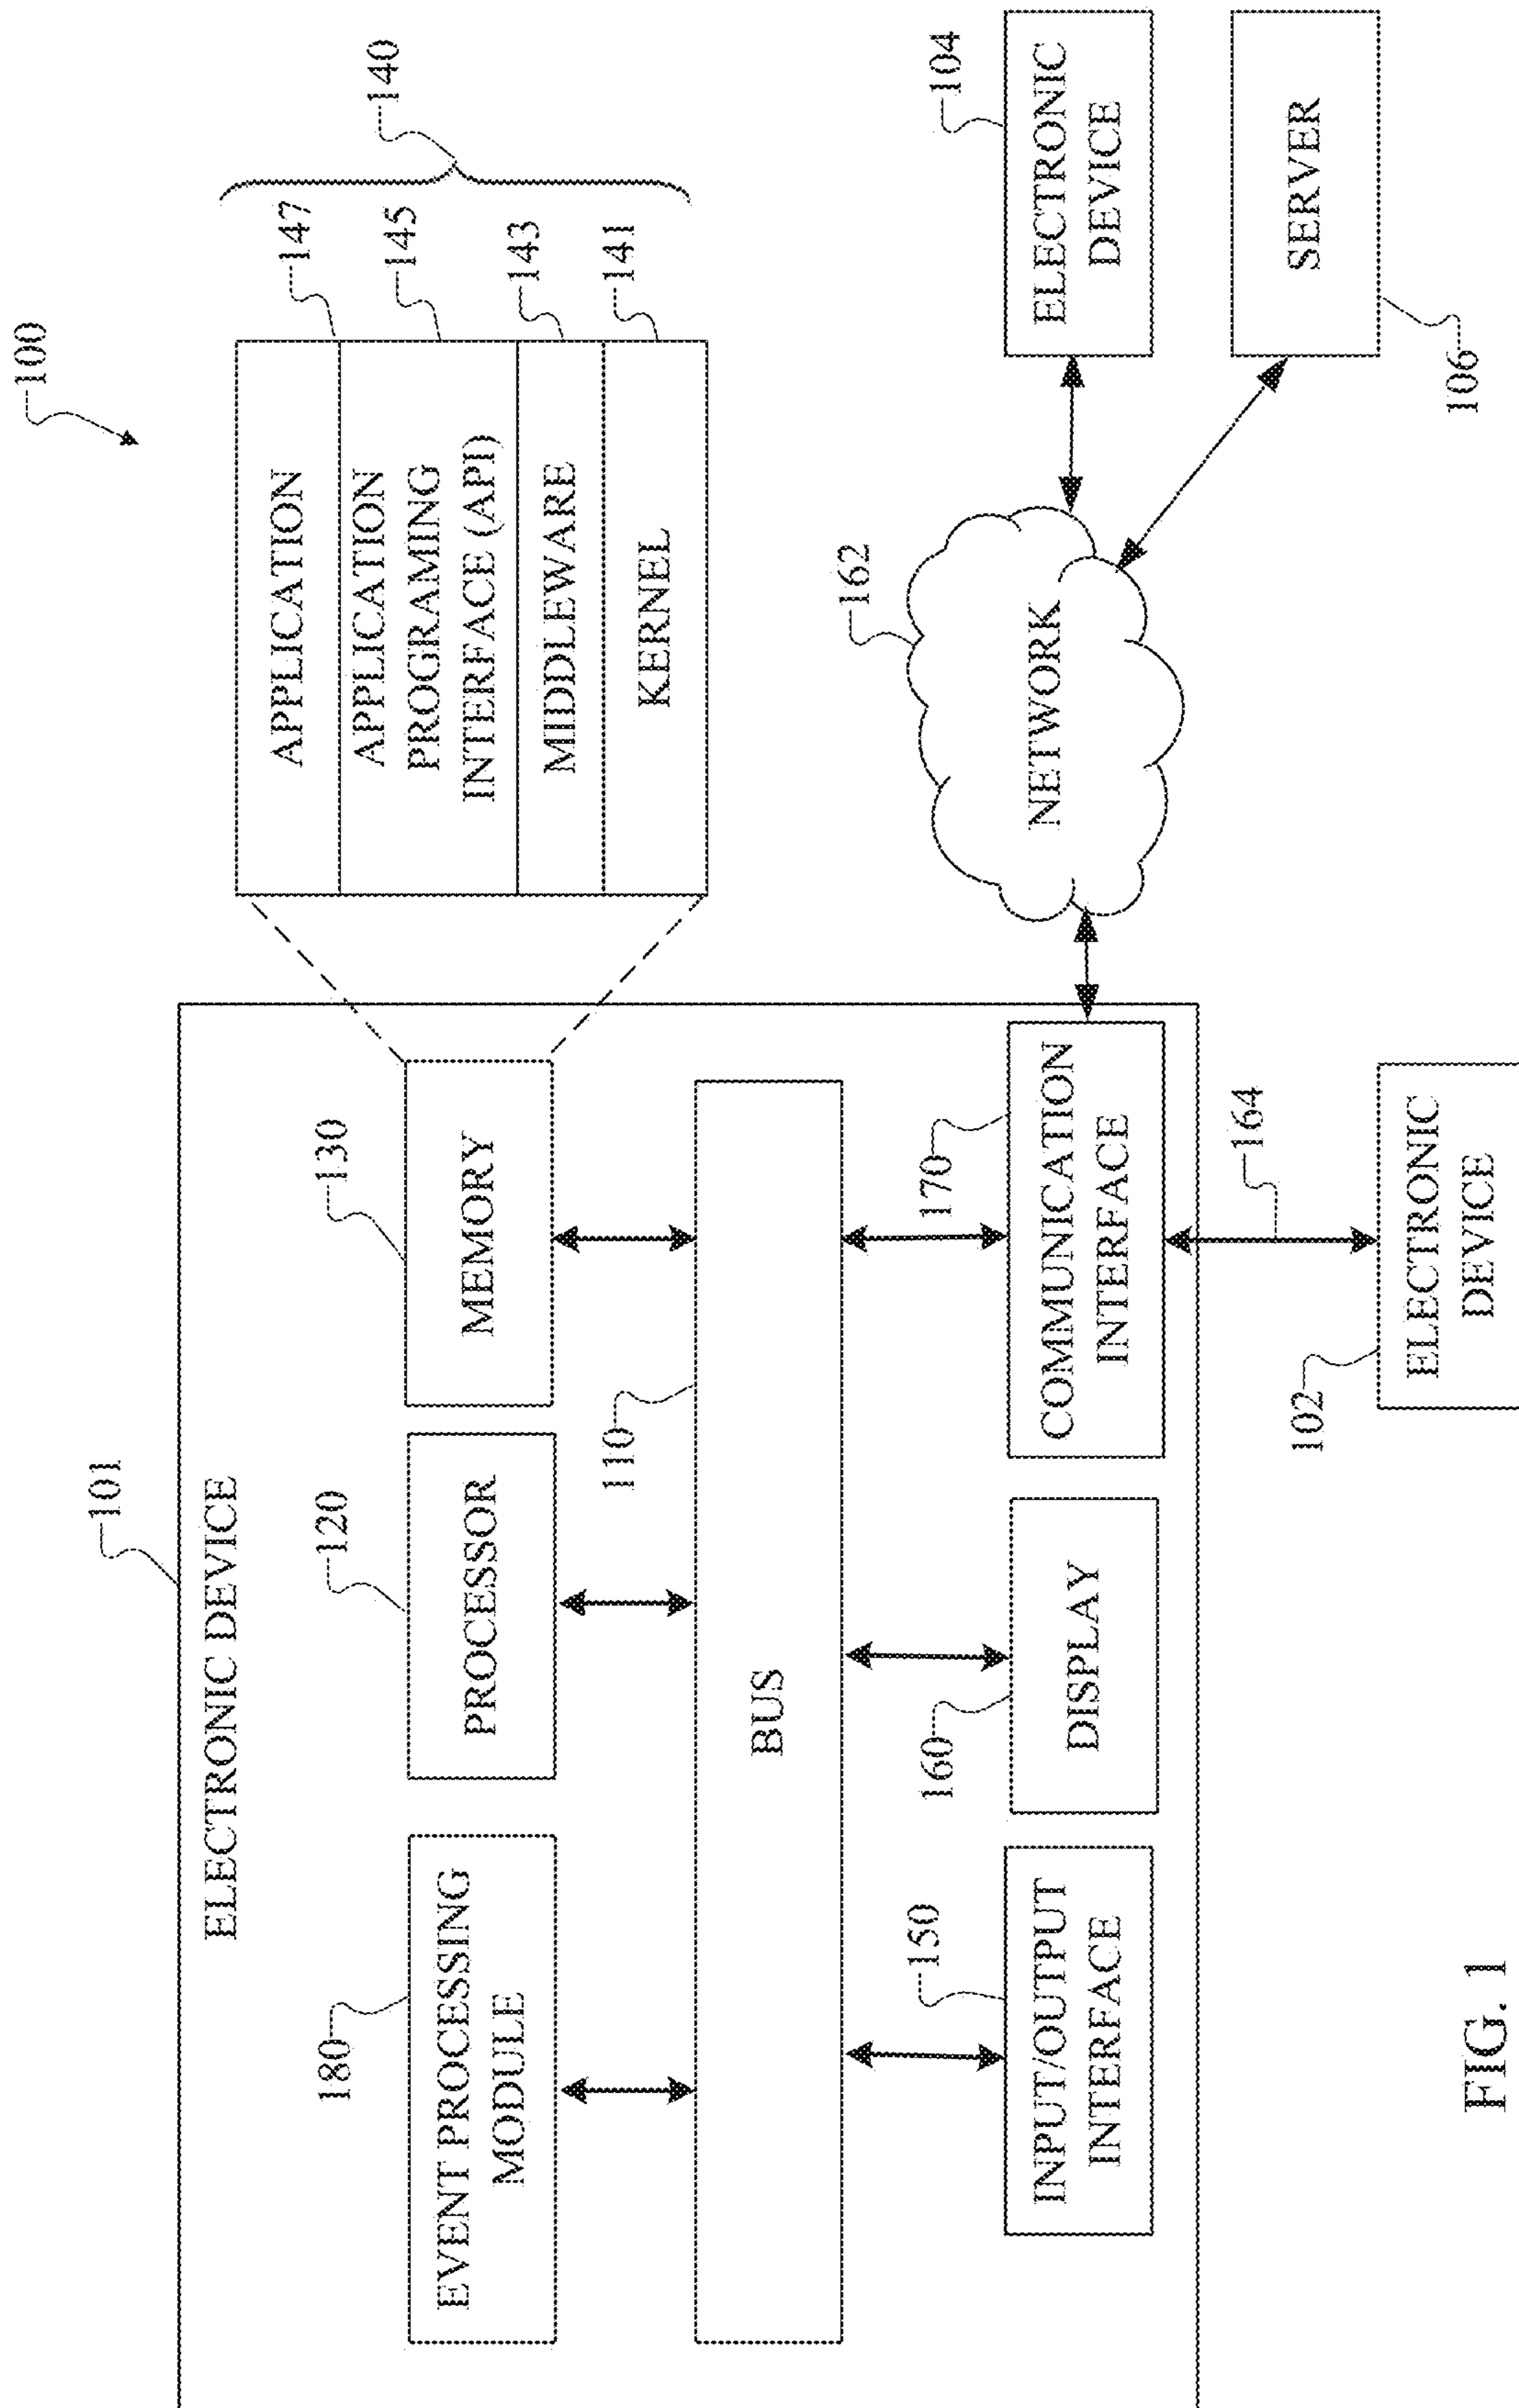 100
101
ELECTRONIC DEVICE
180
EVENT PROCESSING
MODULE
120
PROCESSOR
130
MEMORY
APPLICATION
147
APPLICATION
PROGRAMING
INTERFACE (API)
145
MIDDLEWARE
143
KERNEL
141
140
110
BUS
150
INPUT/OUTPUT
INTERFACE
160
DISPLAY
170
COMMUNICATION
INTERFACE
162
NETWORK
104
ELECTRONIC
DEVICE
SERVER
106
164
102
ELECTRONIC
DEVICE
FIG. 1